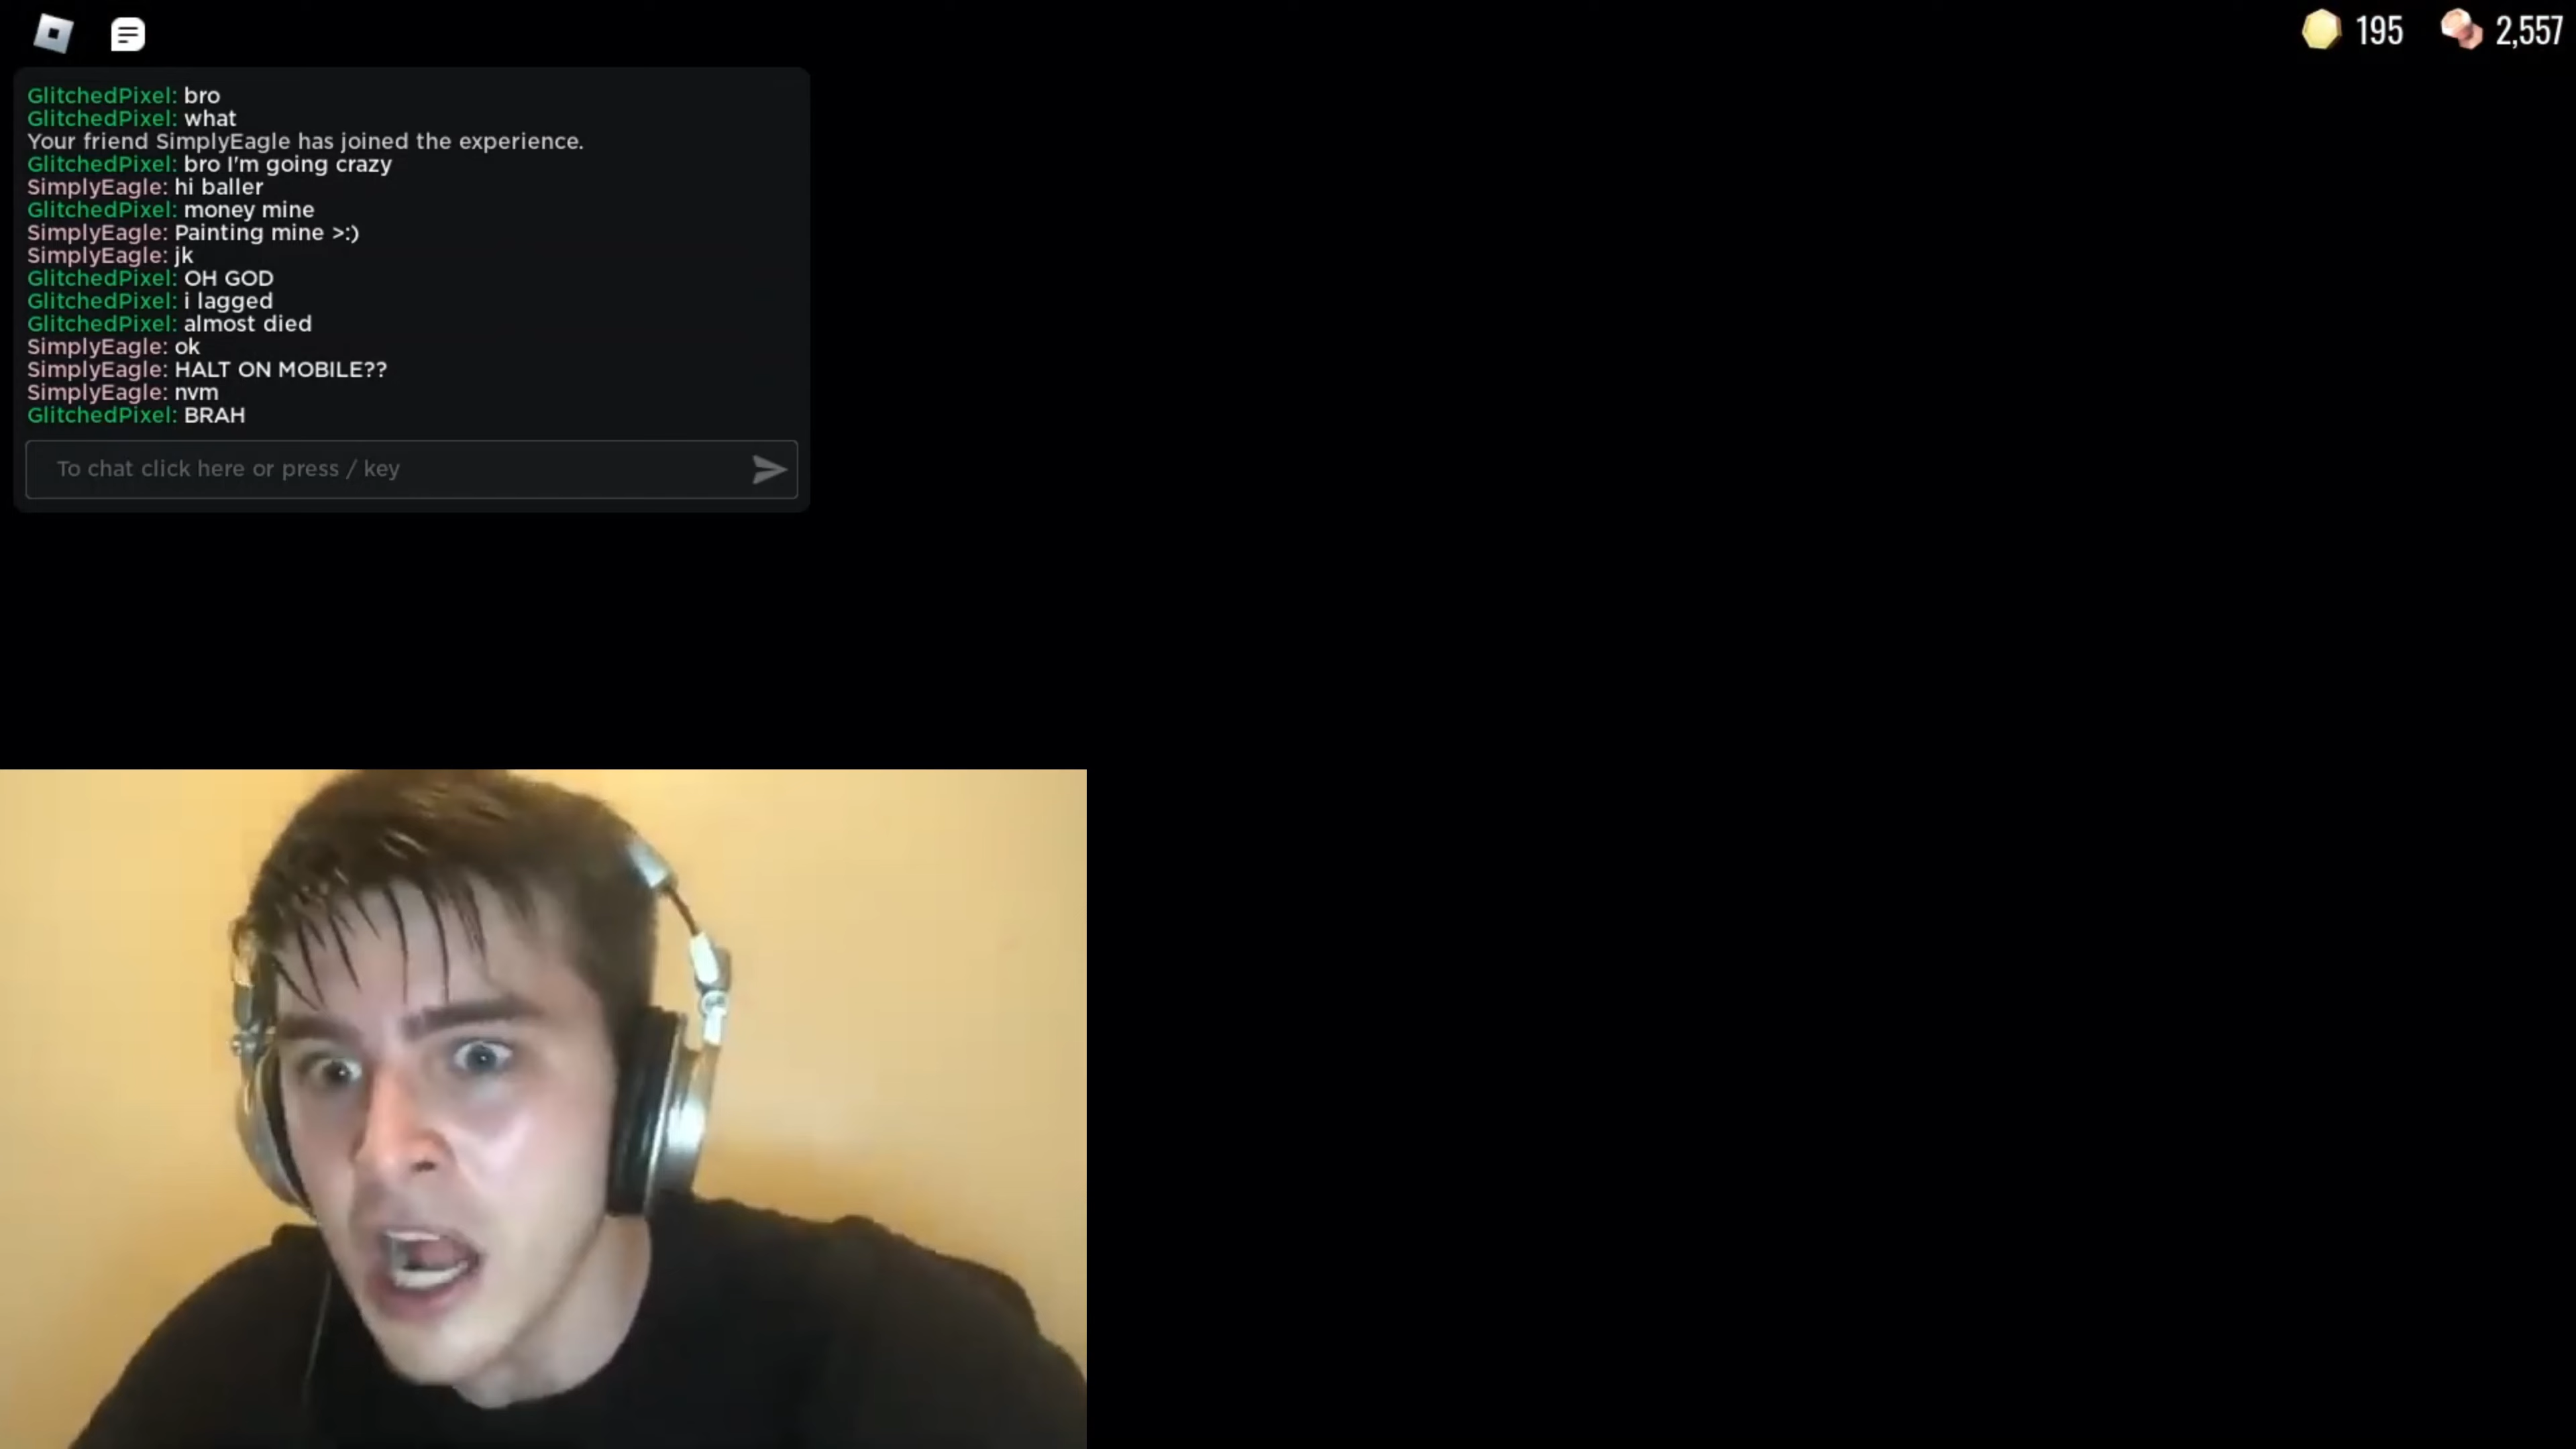 195
2,557
GlitchedPixel: bro
GlitchedPixel: what
Your friend SimplyEagle has joined the experience.
GlitchedPixel: bro I'm going crazy
SimplyEagle: hi baller
GlitchedPixel: money mine
SimplyEagle: Painting mine >:)
SimplyEagle: jk
GlitchedPixel: OH GOD
GlitchedPixel: i lagged
GlitchedPixel: almost died
SimplyEagle: ok
SimplyEagle: HALT ON MOBILE??
SimplyEagle: nvm
GlitchedPixel: BRAH
To chat click here or press / key